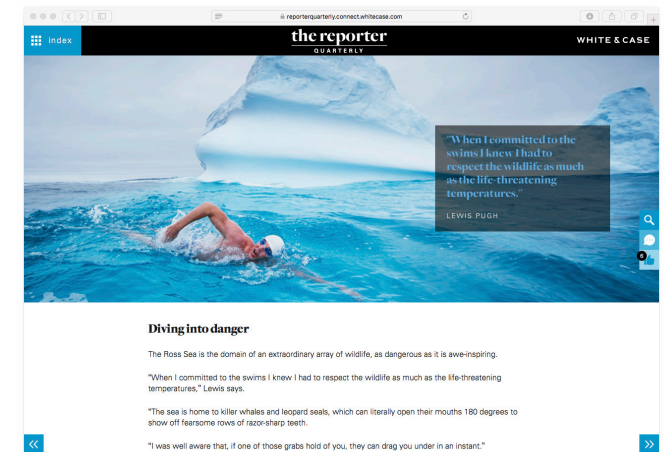 reporterquarterly.connect.whitecase.com
index
the reporter
QUARTERLY
WHITE & CASE
"When I committed to the
swims I knew I had to
respect the wildlife as much
as the life-threatening
temperatures."
LEWIS PUGH
6
Diving into danger
The Ross Sea is the domain of an extraordinary array of wildlife, as dangerous as it is awe-inspiring.
"When I committed to the swims I knew I had to respect the wildlife as much as the life-threatening
temperatures," Lewis says.
"The sea is home to killer whales and leopard seals, which can literally open their mouths 180 degrees to
show off fearsome rows of razor-sharp teeth.
"I was well aware that, if one of those grabs hold of you, they can drag you under in an instant."